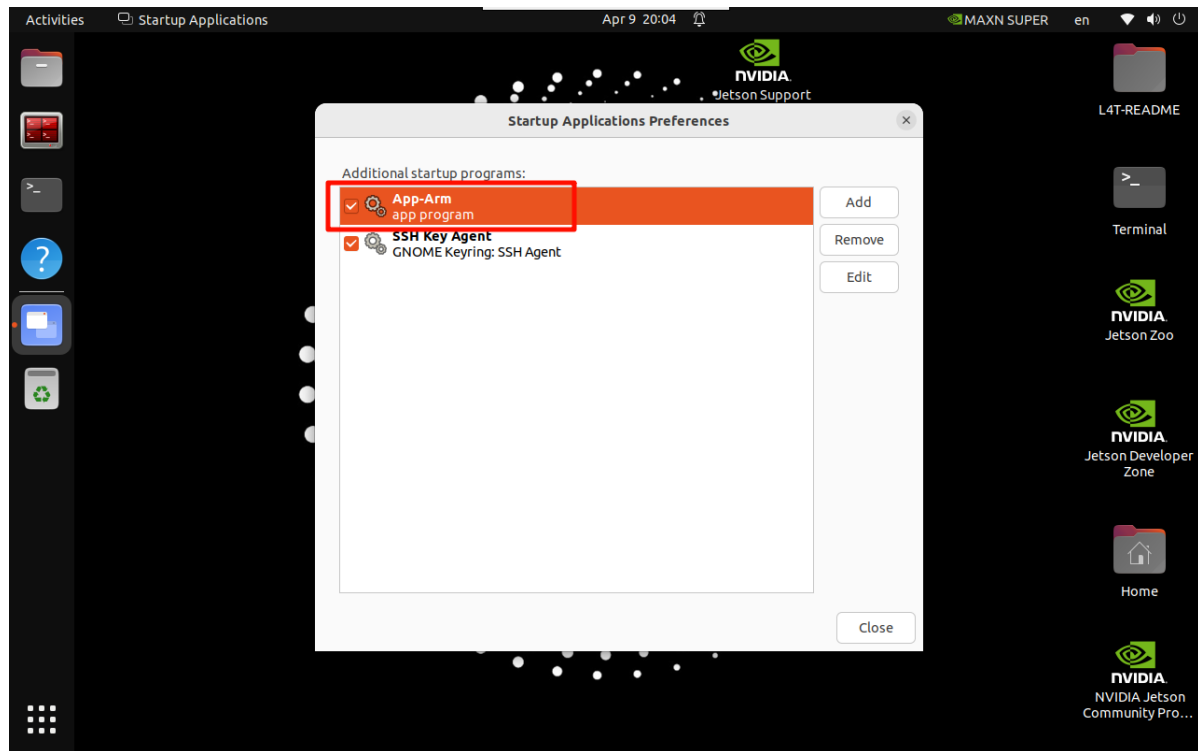 Activities
Startup Applications
Apr 9 20:04
MAXN SUPER
en
NVIDIA.
Jetson Support
L4T-README
Startup Applications Preferences
Additional startup programs:
App-Arm
app program
SSH Key Agent
GNOME Keyring: SSH Agent
Add
Remove
Edit
Close
>_
Terminal
NVIDIA.
Jetson Zoo
NVIDIA.
Jetson Developer
Zone
Home
NVIDIA.
NVIDIA Jetson
Community Pro...
>_
?